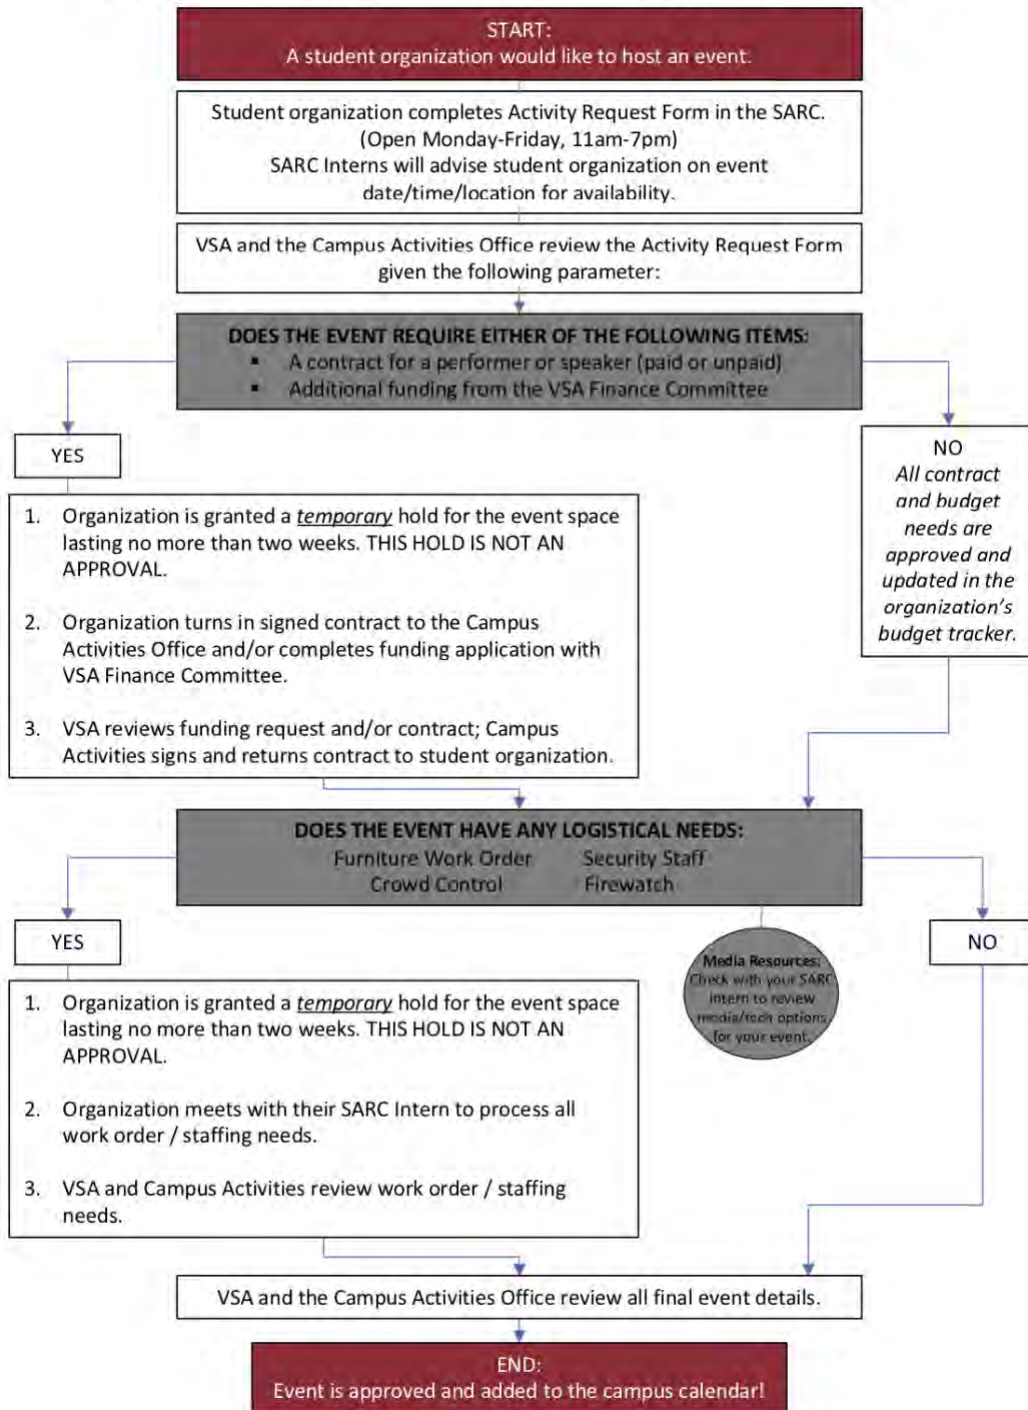 START:
A student organization would like to host an event.
Student organization completes Activity Request Form in the SARC.
(Open Monday-Friday, 11am-7pm)
SARC Interns will advise student organization on event
date/time/location for availability.
VSA and the Campus Activities Office review the Activity Request Form
given the following parameter:
DOES THE EVENT REQUIRE EITHER OF THE FOLLOWING ITEMS:
▪ A contract for a performer or speaker (paid or unpaid)
▪ Additional funding from the VSA Finance Committee
YES
1. Organization is granted a temporary hold for the event space
lasting no more than two weeks. THIS HOLD IS NOT AN
APPROVAL.
2. Organization turns in signed contract to the Campus
Activities Office and/or completes funding application with
VSA Finance Committee.
3. VSA reviews funding request and/or contract; Campus
Activities signs and returns contract to student organization.
NO
All contract
and budget
needs are
approved and
updated in the
organization's
budget tracker.
DOES THE EVENT HAVE ANY LOGISTICAL NEEDS:
Furniture Work Order Security Staff
Crowd Control Firewatch
Media Resources:
Check with your SARC
intern to review
media/tech options
for your event.
YES
1. Organization is granted a temporary hold for the event space
lasting no more than two weeks. THIS HOLD IS NOT AN
APPROVAL.
2. Organization meets with their SARC Intern to process all
work order / staffing needs.
3. VSA and Campus Activities review work order / staffing
needs.
NO
VSA and the Campus Activities Office review all final event details.
END:
Event is approved and added to the campus calendar!